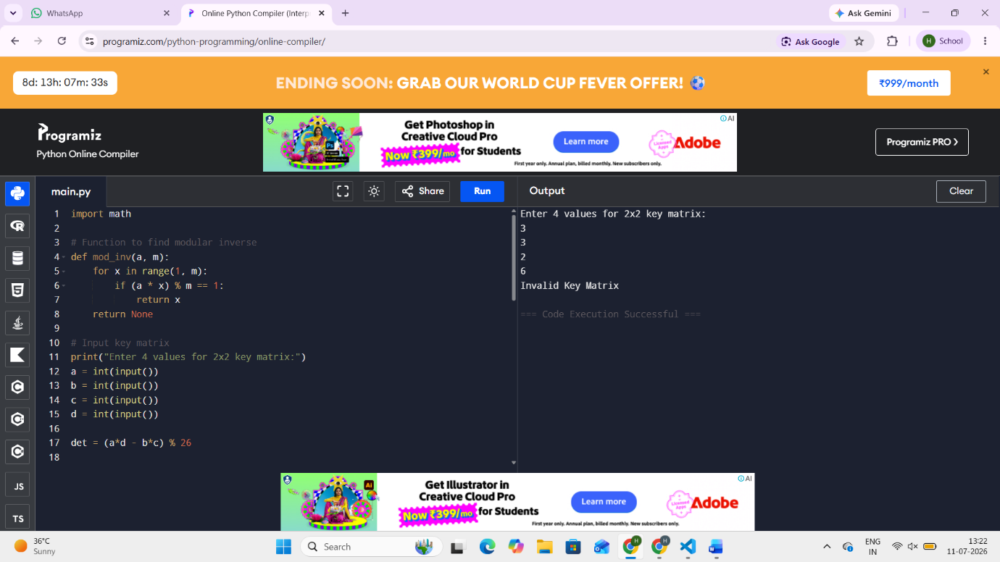 WhatsApp
Online Python Compiler (Interp
Ask Gemini
programiz.com/python-programming/online-compiler/
Ask Google
H School
8d: 13h: 07m: 33s
ENDING SOON: GRAB OUR WORLD CUP FEVER OFFER! ⚽
₹999/month
Programiz
Python Online Compiler
Get Photoshop in
Creative Cloud Pro
Now ₹399/mo for Students
Learn more
Licensed Apps
Adobe
First year only. Annual plan, billed monthly. New subscribers only.
AI
Programiz PRO
main.py
Share
Run
Output
Clear
1 import math
2
3 # Function to find modular inverse
4 def mod_inv(a, m):
5     for x in range(1, m):
6         if (a * x) % m == 1:
7             return x
8     return None
9
10 # Input key matrix
11 print("Enter 4 values for 2x2 key matrix:")
12 a = int(input())
13 b = int(input())
14 c = int(input())
15 d = int(input())
16
17 det = (a*d - b*c) % 26
18
Enter 4 values for 2x2 key matrix:
3
3
2
6
Invalid Key Matrix
=== Code Execution Successful ===
JS
TS
Get Illustrator in
Creative Cloud Pro
Now ₹399/mo for Students
Learn more
Licensed Apps
Adobe
First year only. Annual plan, billed monthly. New subscribers only.
AI
36°C
Sunny
Search
ENG
IN
13:22
11-07-2026